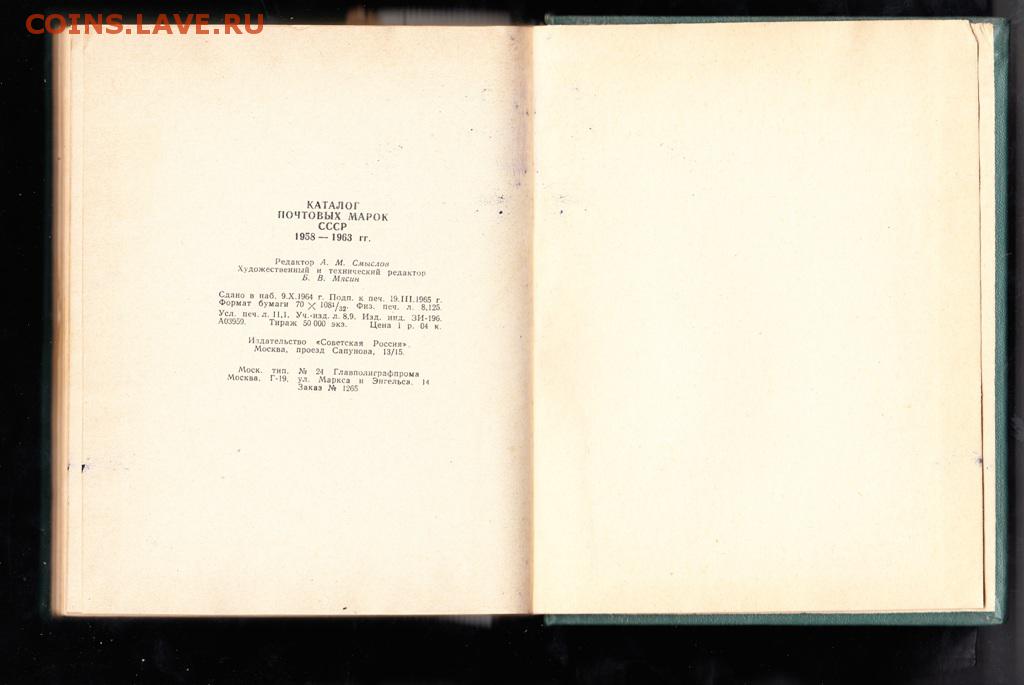 COINS.LAVE.RU
КАТАЛОГ
ПОЧТОВЫХ МАРОК
СССР
1958 — 1963 гг.
Редактор А. М. Смыслов
Художественный и технический редактор
Б. В. Мясин
Сдано в наб. 9.X.1964 г. Подп. к печ. 19.III.1965 г.
Формат бумаги 70 × 108¹/₃₂. Физ. печ. л. 8,125.
Усл. печ. л. 11,1. Уч.-изд. л. 8,9. Изд. инд. ЗИ-196.
А03959. Тираж 50 000 экз. Цена 1 р. 04 к.
Издательство «Советская Россия».
Москва, проезд Сапунова, 13/15.
Моск. тип. № 24 Главполиграфпрома
Москва, Г-19, ул. Маркса и Энгельса, 14
Заказ № 1265